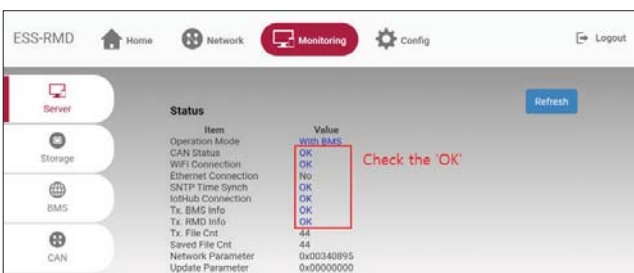 ESS-RMD Home Network Monitoring Config Logout
Server
Storage
BMS
CAN
Status
Refresh
Item Value
Operation Mode With BMS
CAN Status OK
WiFi Connection OK
Ethernet Connection No
SNTP Time Synch OK
IotHub Connection OK
Tx. BMS Info OK
Tx. RMD Info OK
Tx. File Cnt 44
Saved File Cnt 44
Network Parameter 0x00340895
Update Parameter 0x00000000
Check the 'OK'